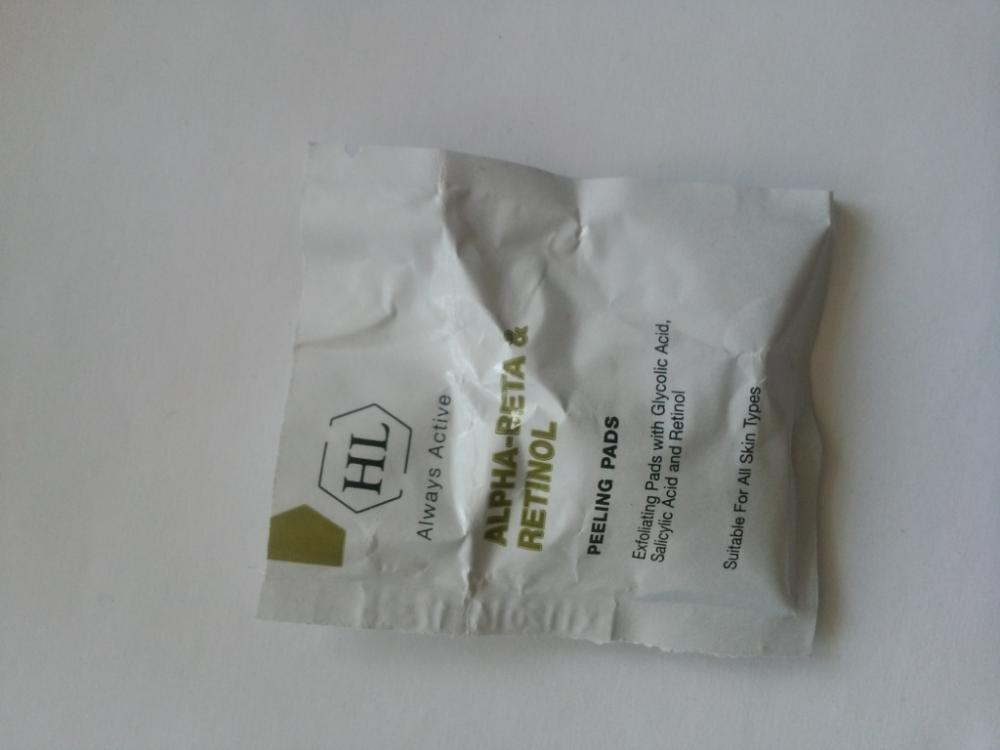 HL
Always Active
ALPHA-BETA &
RETINOL
PEELING PADS
Exfoliating Pads with Glycolic Acid,
Salicylic Acid and Retinol
Suitable For All Skin Types